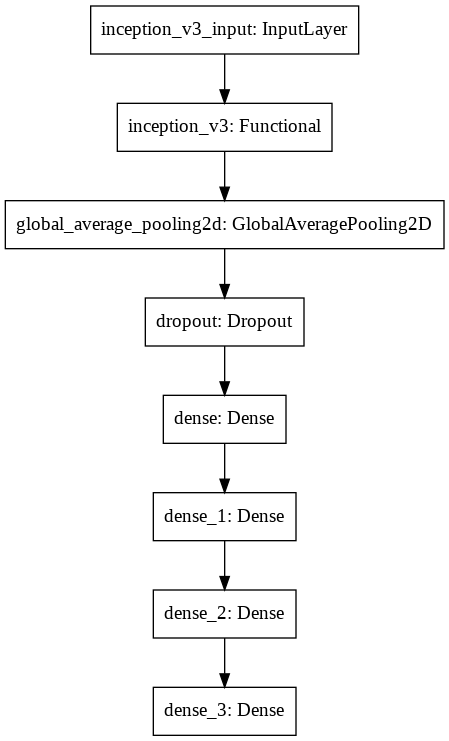 inception_v3_input: InputLayer
inception_v3: Functional
global_average_pooling2d: GlobalAveragePooling2D
dropout: Dropout
dense: Dense
dense_1: Dense
dense_2: Dense
dense_3: Dense